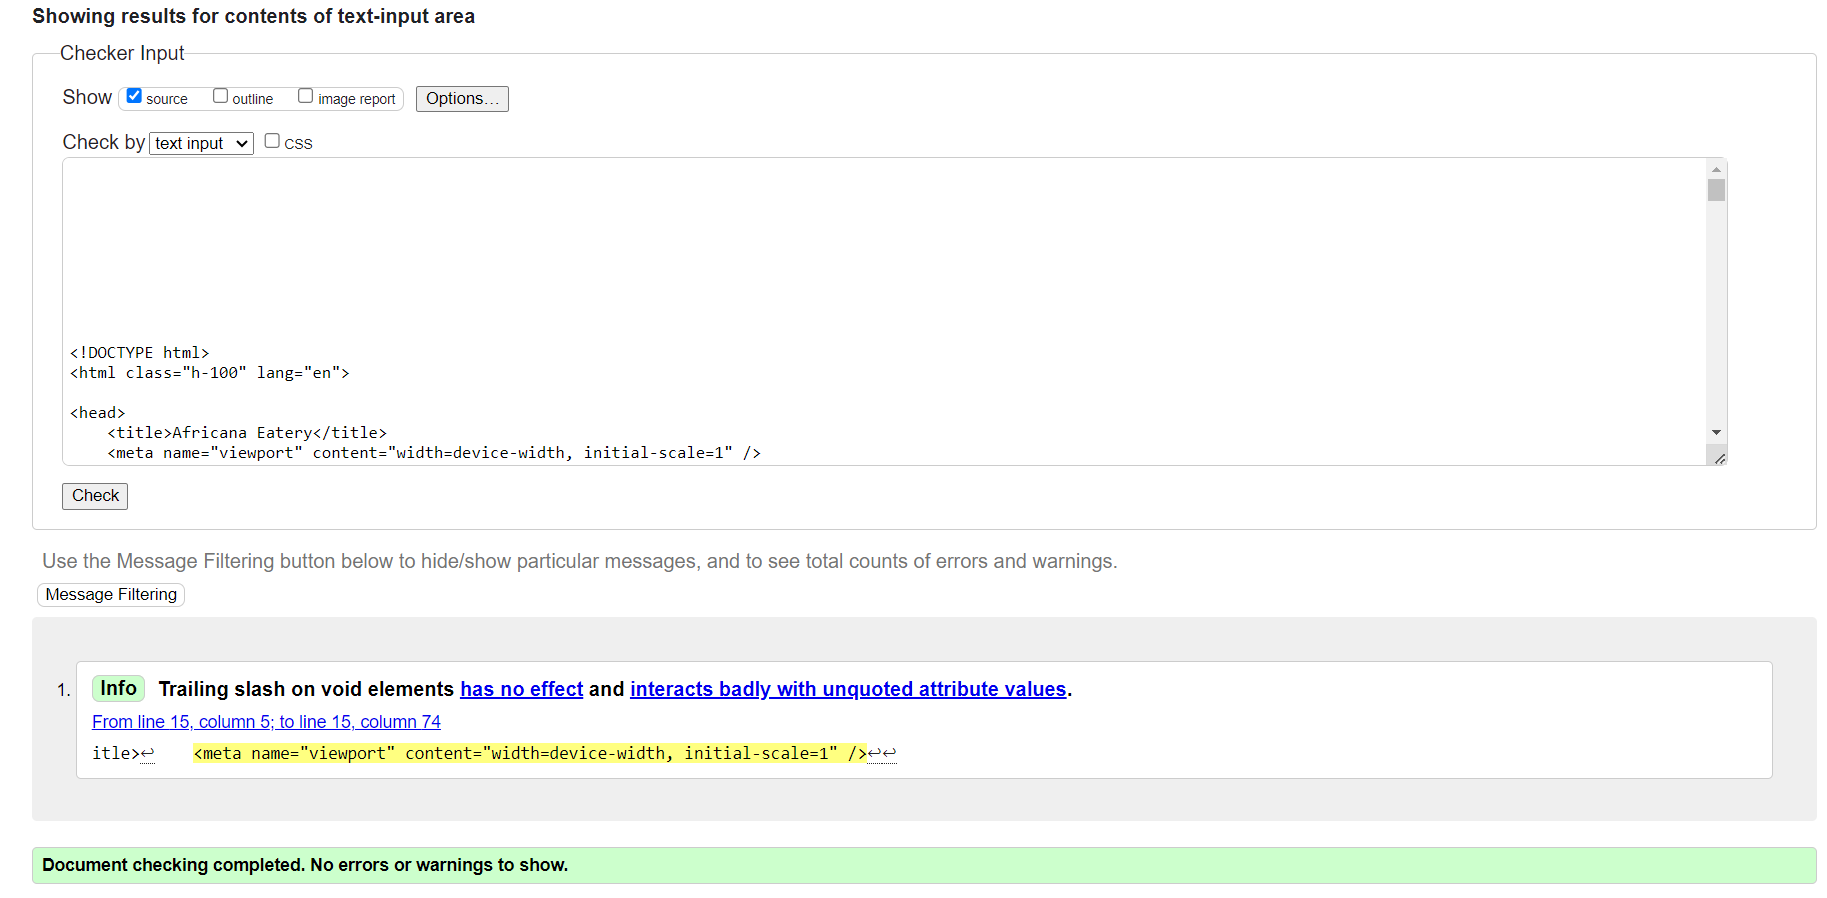 Showing results for contents of text-input area
Checker Input
Show source outline image report Options...
Check by text input CSS
<!DOCTYPE html>
<html class="h-100" lang="en">
<head>
<title>Africana Eatery</title>
<meta name="viewport" content="width=device-width, initial-scale=1" />
Check
Use the Message Filtering button below to hide/show particular messages, and to see total counts of errors and warnings.
Message Filtering
1. Info Trailing slash on void elements has no effect and interacts badly with unquoted attribute values.
From line 15, column 5; to line 15, column 74
itle>↩ <meta name="viewport" content="width=device-width, initial-scale=1" />↩↩
Document checking completed. No errors or warnings to show.